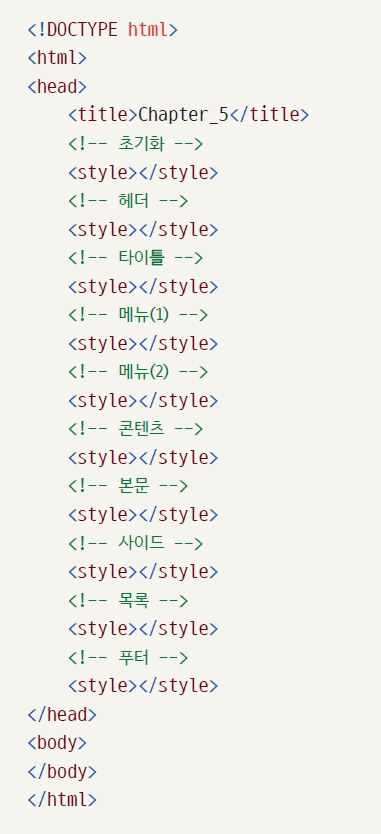 <!DOCTYPE html>
<html>
<head>
    <title>Chapter_5</title>
    <!-- 초기화 -->
    <style></style>
    <!-- 헤더 -->
    <style></style>
    <!-- 타이틀 -->
    <style></style>
    <!-- 메뉴(1) -->
    <style></style>
    <!-- 메뉴(2) -->
    <style></style>
    <!-- 콘텐츠 -->
    <style></style>
    <!-- 본문 -->
    <style></style>
    <!-- 사이드 -->
    <style></style>
    <!-- 목록 -->
    <style></style>
    <!-- 푸터 -->
    <style></style>
</head>
<body>
</body>
</html>